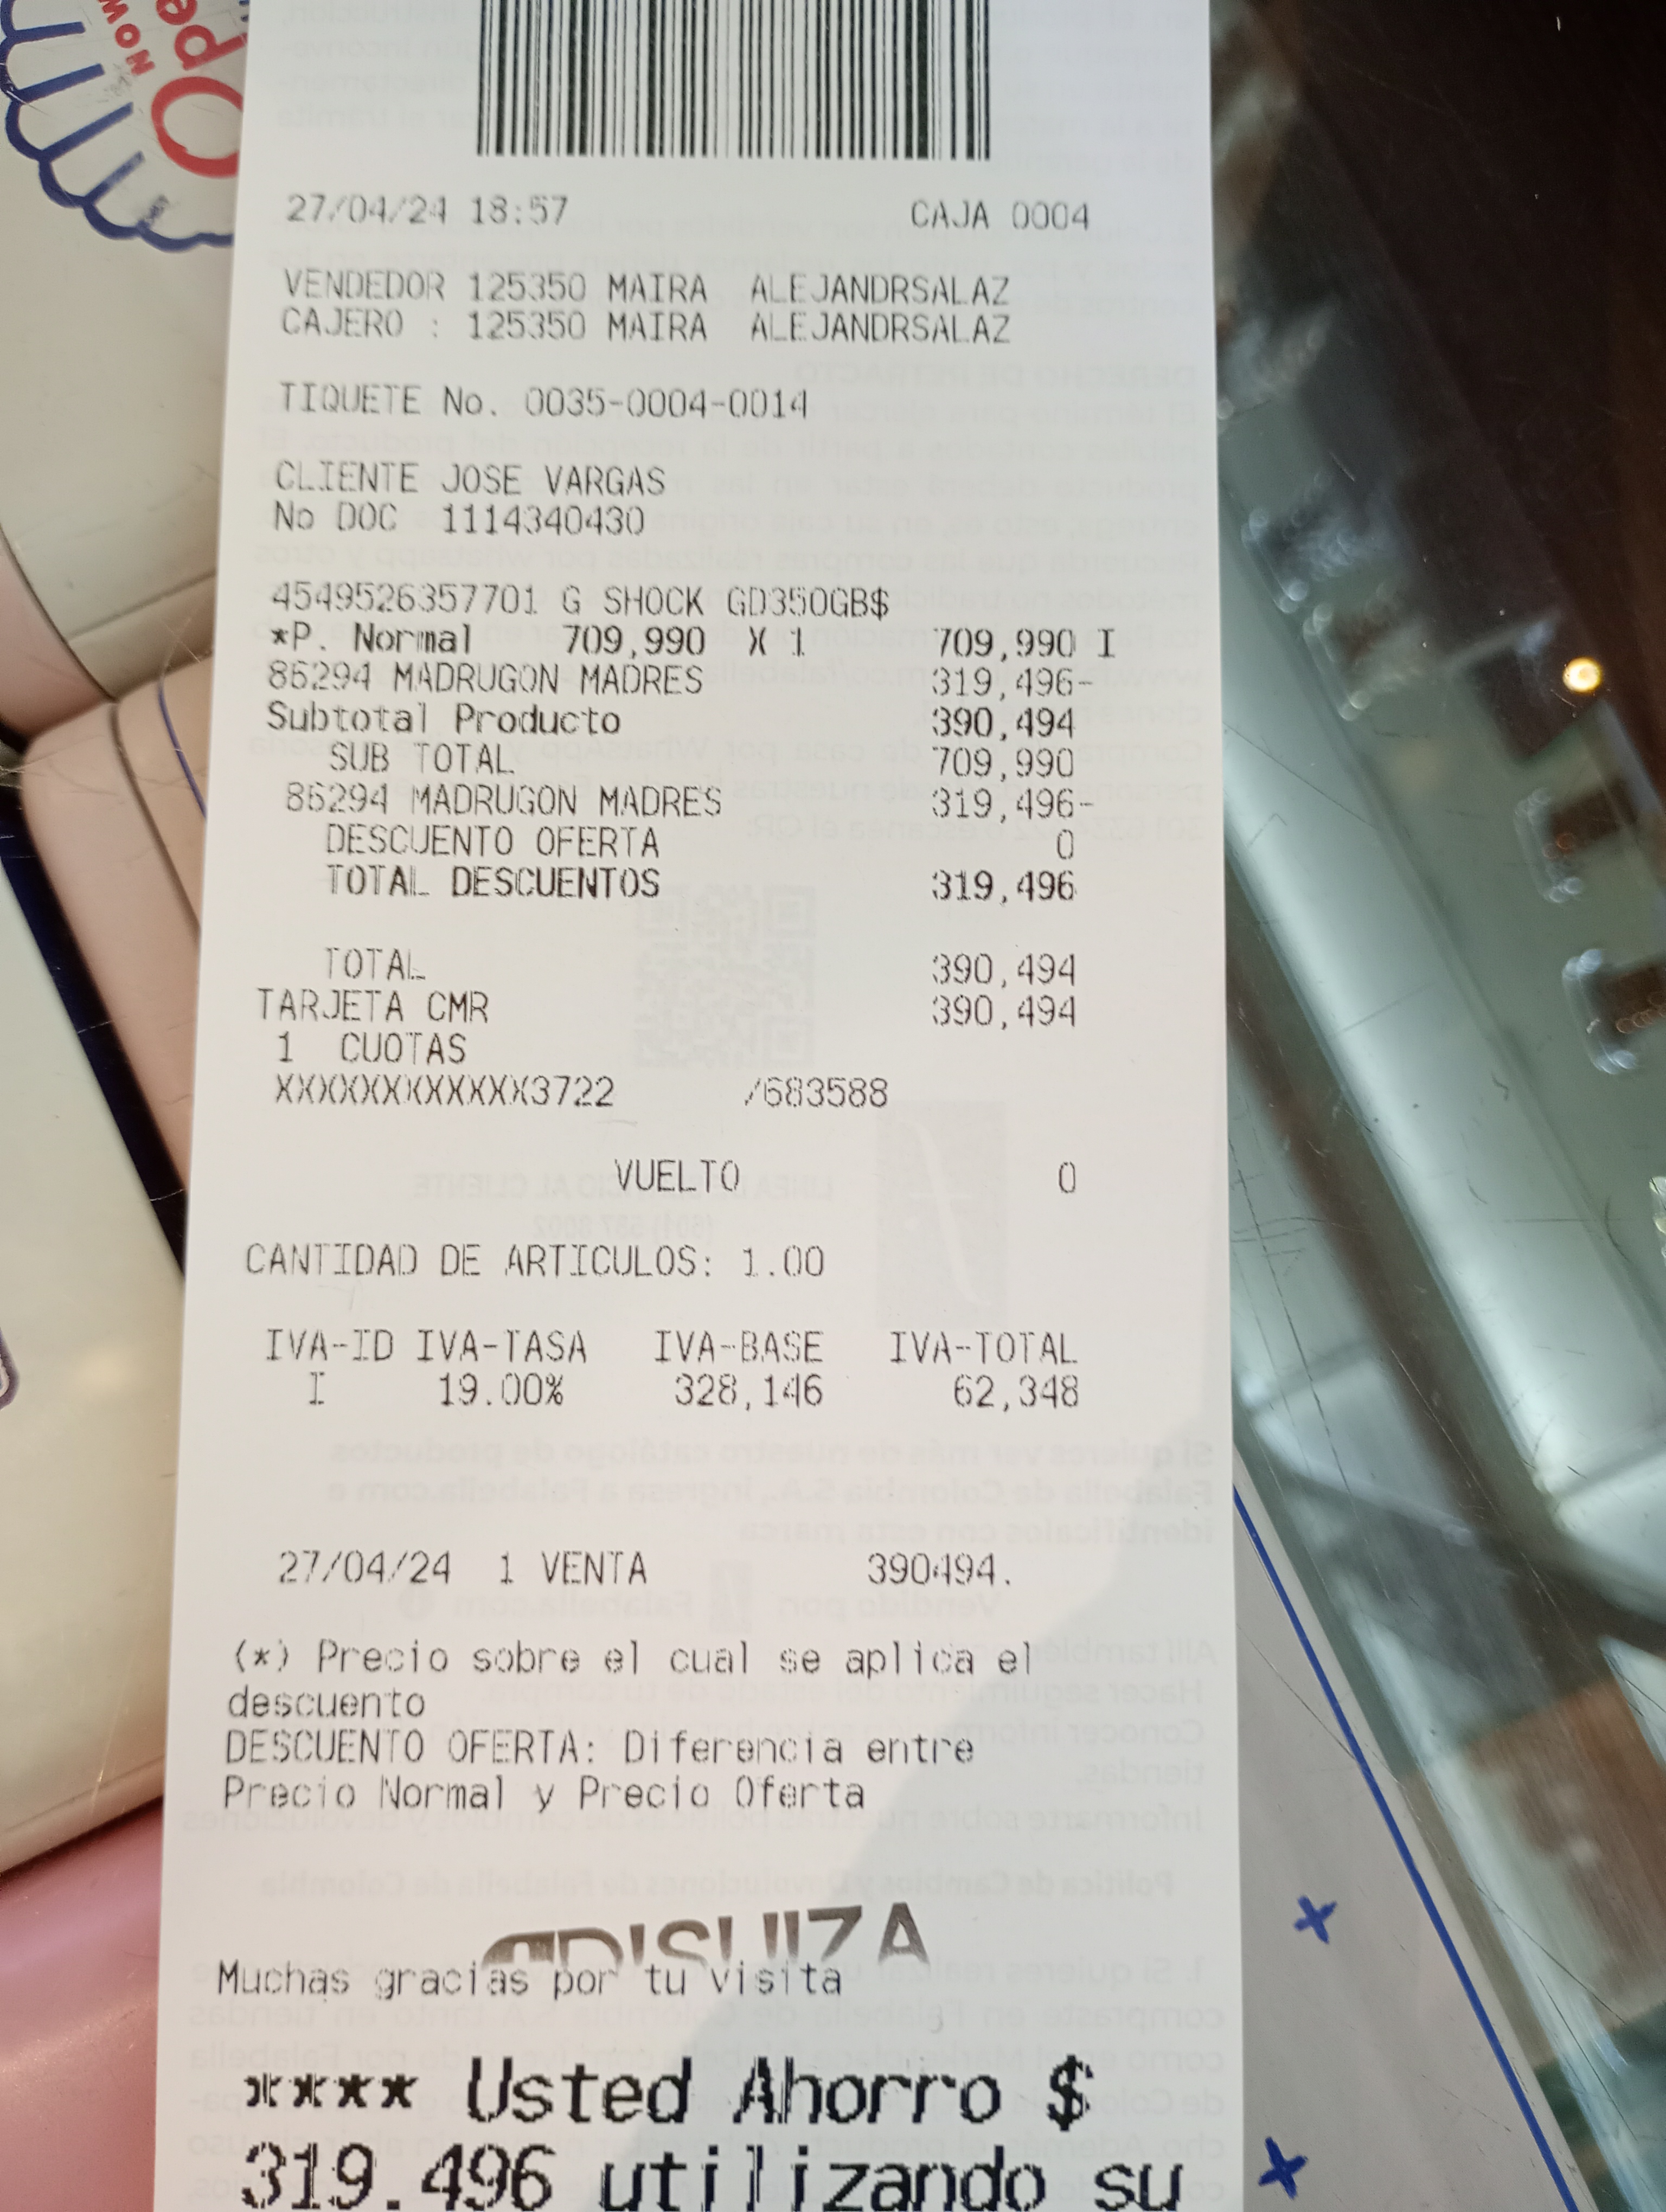 27/04/24 18:57 CAJA 0004
VENDEDOR 125350 MAIRA ALEJANDRSALAZ
CAJERO : 125350 MAIRA ALEJANDRSALAZ
TIQUETE No. 0035-0004-0014
CLIENTE JOSE VARGAS
No DOC 1114340430
4549526357701 G SHOCK GD350GB$
*P. Normal 709,990 X 1 709,990 I
86294 MADRUGON MADRES 319,496-
Subtotal Producto 390,494
SUB TOTAL 709,990
86294 MADRUGON MADRES 319,496-
DESCUENTO OFERTA 0
TOTAL DESCUENTOS 319,496
TOTAL 390,494
TARJETA CMR 390,494
1 CUOTAS
XXXXXXXXXXXX3722 /683588
VUELTO 0
CANTIDAD DE ARTICULOS: 1.00
IVA-ID IVA-TASA IVA-BASE IVA-TOTAL
I 19.00% 328,146 62,348
27/04/24 1 VENTA 390494.
(*) Precio sobre el cual se aplica el
descuento
DESCUENTO OFERTA: Diferencia entre
Precio Normal y Precio Oferta
Muchas gracias por tu visita
**** Usted Ahorro $
319.496 utilizando su